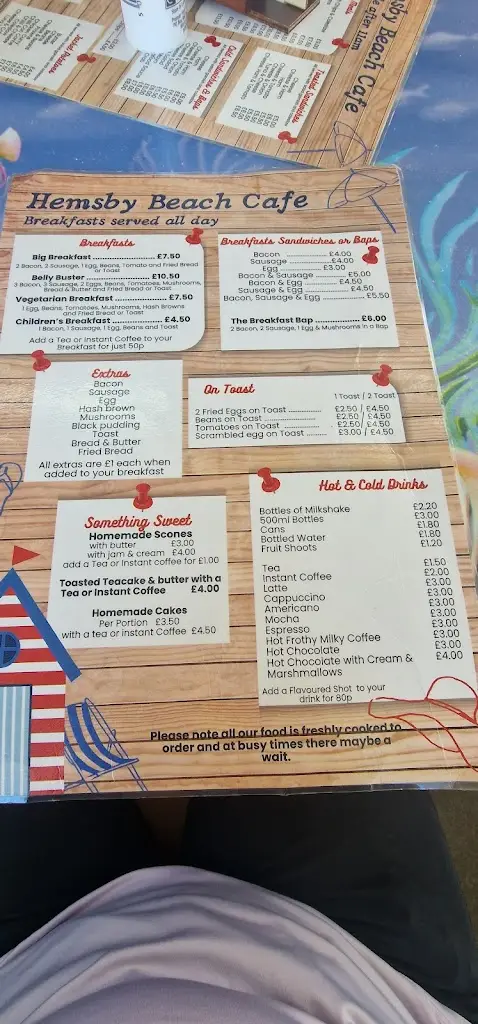 Hemsby Beach Cafe
Breakfasts served all day
Breakfasts
Big Breakfast ........................ £7.50
2 Bacon, 2 Sausage, 1 Egg, Beans, Tomato and Fried Bread
or Toast
Belly Buster ......................... £10.50
3 Bacon, 3 Sausage, 2 Eggs, Beans, Tomatoes, Mushrooms,
Bread & Butter and Fried Bread or Toast
Vegetarian Breakfast .................. £7.50
1 Egg, Beans, Tomatoes, Mushrooms, Hash Browns
and Fried Bread or Toast
Children's Breakfast ................... £4.50
1 Bacon, 1 Sausage, 1 Egg, Beans and Toast
Add a Tea or Instant Coffee to your
Breakfast for just 50p
Breakfasts Sandwiches or Baps
Bacon .................. £4.00
Sausage .................. £4.00
Egg .................. £3.00
Bacon & Sausage .................. £5.00
Bacon & Egg .................. £4.50
Sausage & Egg .................. £4.50
Bacon, Sausage & Egg .................. £5.50
The Breakfast Bap .................. £6.00
2 Bacon, 2 Sausage, 1 Egg & Mushrooms in a Bap
Extras
Bacon
Sausage
Egg
Hash brown
Mushrooms
Black pudding
Toast
Bread & Butter
Fried Bread
All extras are £1 each when
added to your breakfast
On Toast
1 Toast / 2 Toast
2 Fried Eggs on Toast .................. £2.50 / £4.50
Beans on Toast .................. £2.50 / £4.50
Tomatoes on Toast .................. £2.50/ £4.50
Scrambled egg on Toast .......... £3.00 / £4.50
Something Sweet
Homemade Scones
with butter £3.00
with jam & cream £4.00
add a Tea or Instant coffee for £1.00
Toasted Teacake & butter with a
Tea or Instant Coffee £4.00
Homemade Cakes
Per Portion £3.50
with a tea or instant Coffee £4.50
Hot & Cold Drinks
Bottles of Milkshake £2.20
500ml Bottles £3.00
Cans £1.80
Bottled Water £1.80
Fruit Shoots £1.20
Tea £1.50
Instant Coffee £2.00
Latte £3.00
Cappuccino £3.00
Americano £3.00
Mocha £3.00
Espresso £3.00
Hot Frothy Milky Coffee £3.00
Hot Chocolate £3.00
Hot Chocolate with Cream & £4.00
Marshmallows
Add a Flavoured Shot to your
drink for 80p
Please note all our food is freshly cooked to
order and at busy times there maybe a
wait.
Beach Cafe
after 11am
Toasted Sandwiches
Cold Sandwiches & Baps
Jacket Potatoes